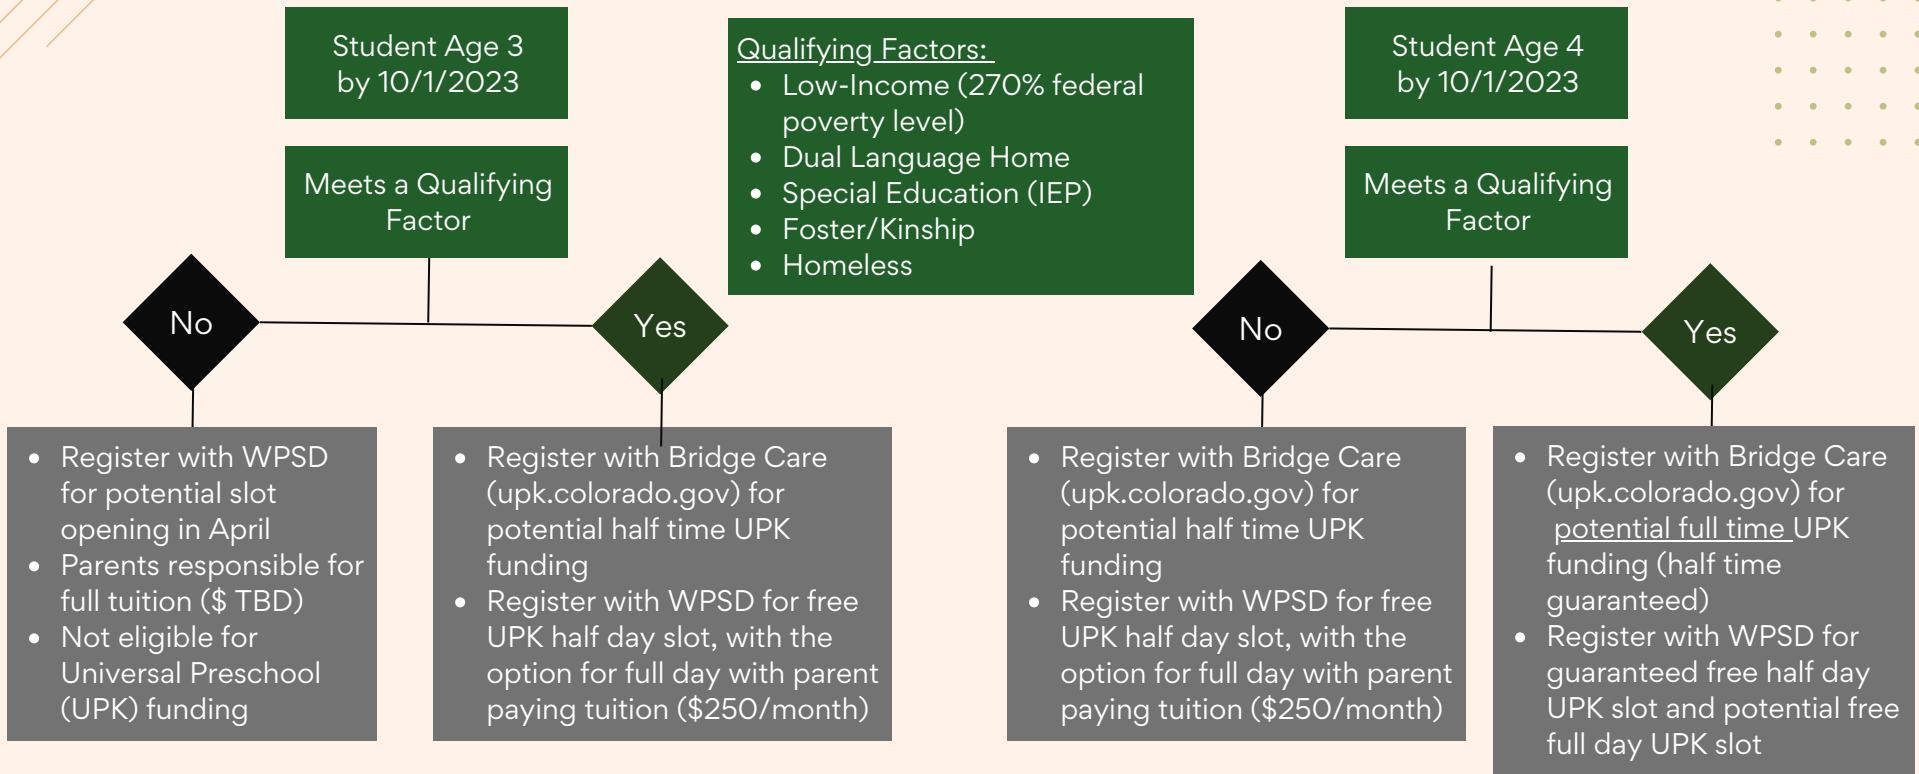 Student Age 3
by 10/1/2023
Meets a Qualifying
Factor
No
Yes
Qualifying Factors:
• Low-Income (270% federal
poverty level)
• Dual Language Home
• Special Education (IEP)
• Foster/Kinship
• Homeless
Student Age 4
by 10/1/2023
Meets a Qualifying
Factor
No
Yes
• Register with WPSD
for potential slot
opening in April
• Parents responsible for
full tuition ($ TBD)
• Not eligible for
Universal Preschool
(UPK) funding
• Register with Bridge Care
(upk.colorado.gov) for
potential half time UPK
funding
• Register with WPSD for free
UPK half day slot, with the
option for full day with parent
paying tuition ($250/month)
• Register with Bridge Care
(upk.colorado.gov) for
potential half time UPK
funding
• Register with WPSD for free
UPK half day slot, with the
option for full day with parent
paying tuition ($250/month)
• Register with Bridge Care
(upk.colorado.gov) for
potential full time UPK
funding (half time
guaranteed)
• Register with WPSD for
guaranteed free half day
UPK slot and potential free
full day UPK slot